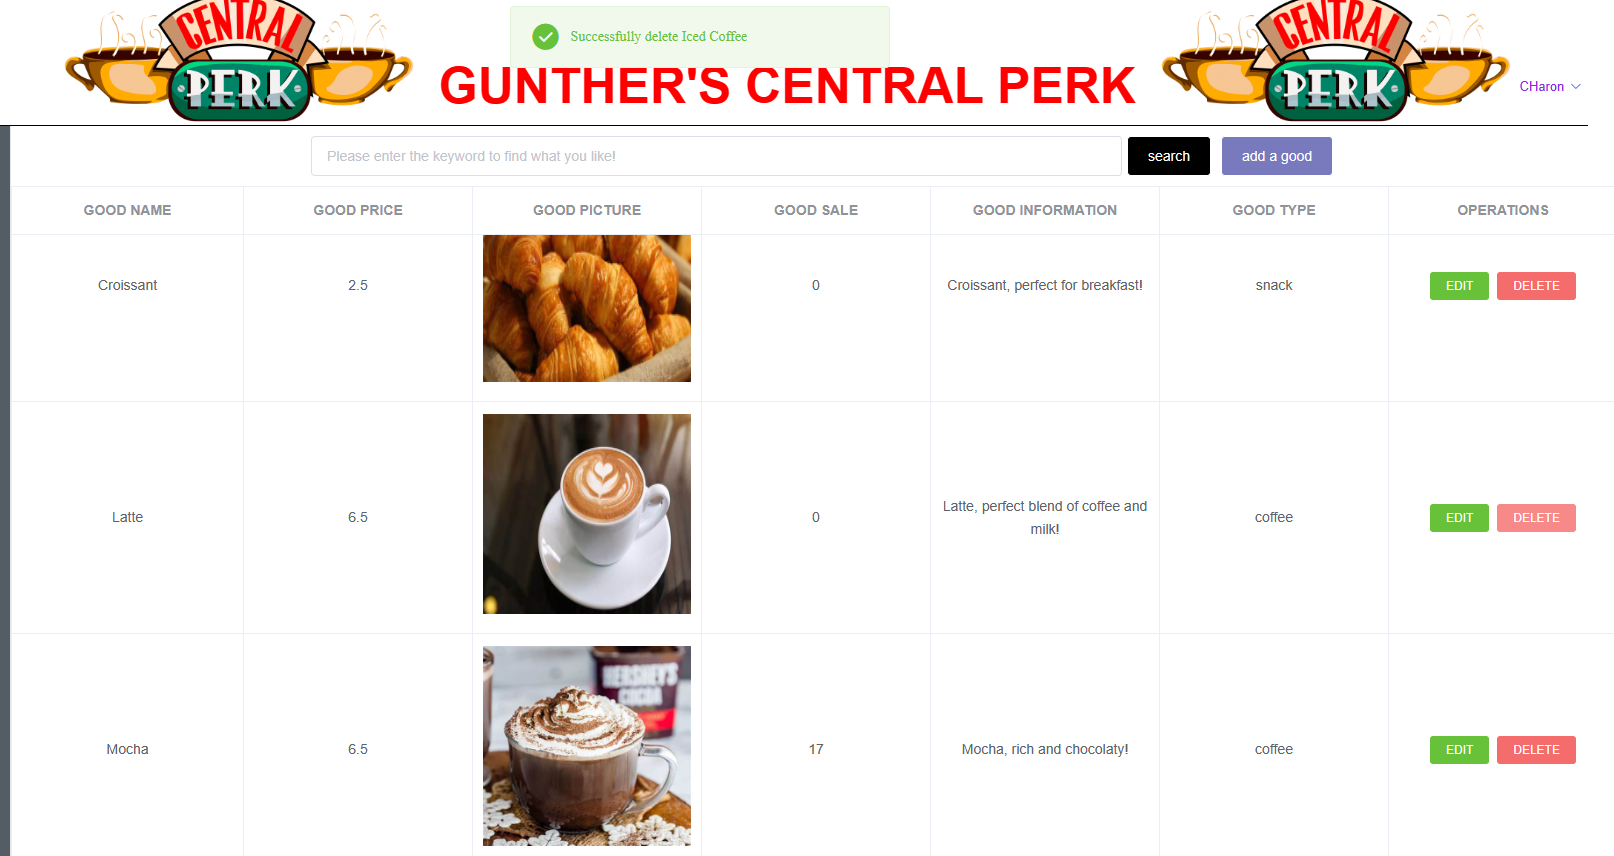 CENTRAL
PERK
Successfully delete Iced Coffee
GUNTHER'S CENTRAL PERK
CENTRAL
PERK
CHaron
Please enter the keyword to find what you like!
search
add a good
GOOD NAME
GOOD PRICE
GOOD PICTURE
GOOD SALE
GOOD INFORMATION
GOOD TYPE
OPERATIONS
Croissant
2.5
0
Croissant, perfect for breakfast!
snack
EDIT
DELETE
Latte
6.5
0
Latte, perfect blend of coffee and
milk!
coffee
EDIT
DELETE
HERSHEY'S
COCOA
Mocha
6.5
17
Mocha, rich and chocolaty!
coffee
EDIT
DELETE